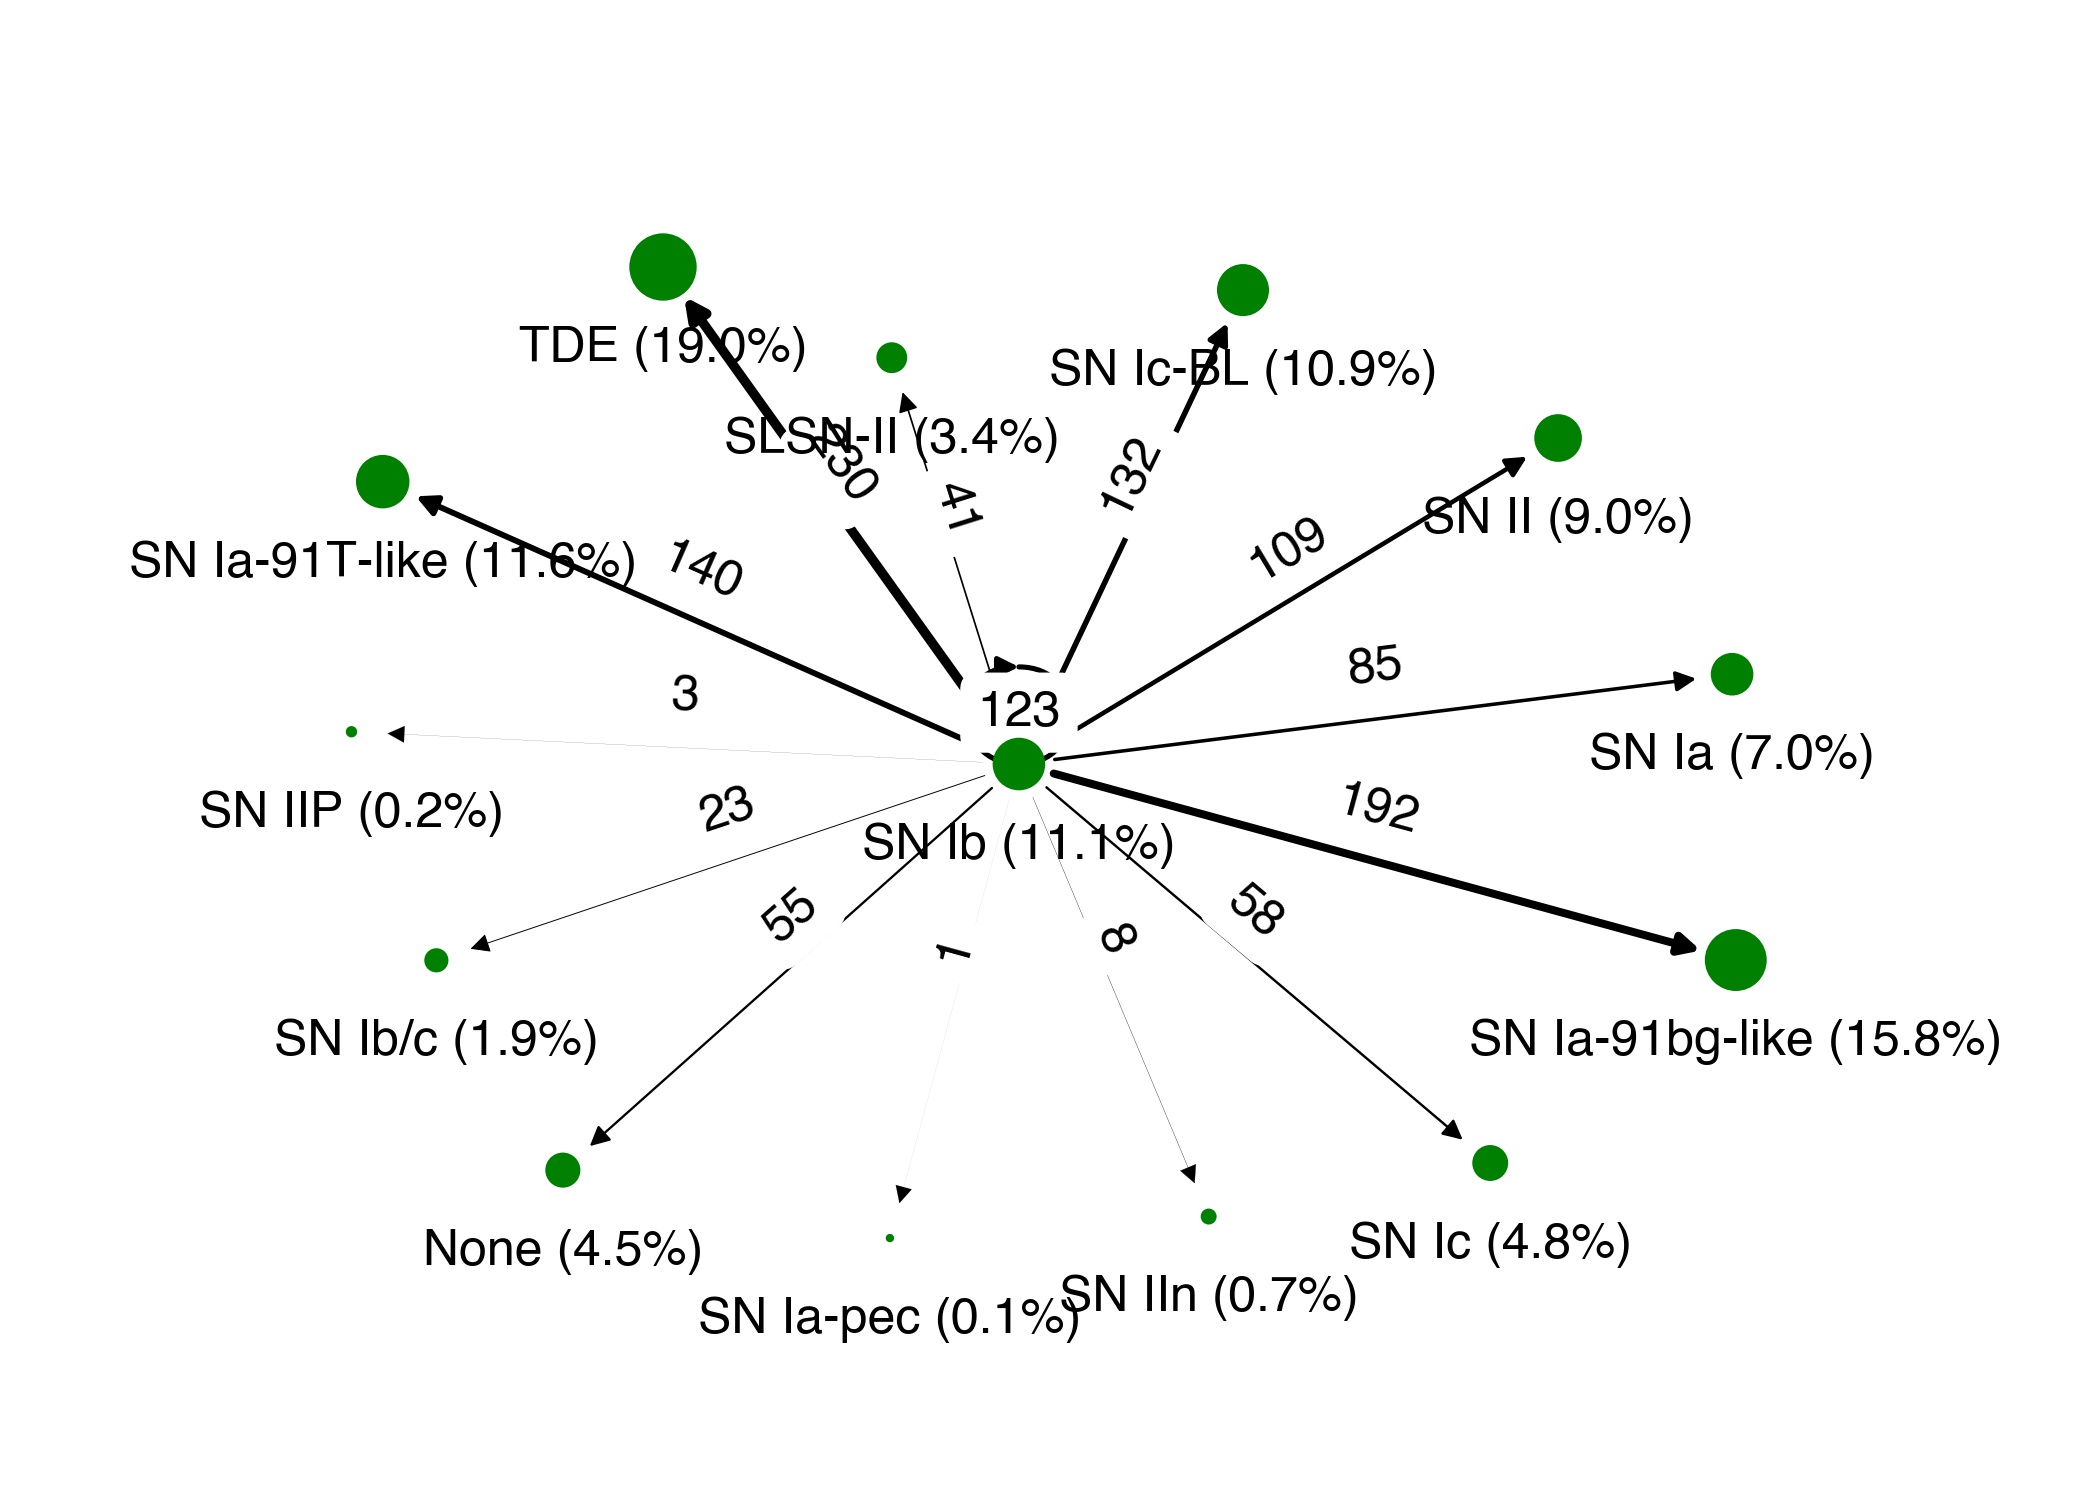 TDE (19.0%)
SN Ic-BL (10.9%)
SLSN-II (3.4%)
230
41
132
SN II (9.0%)
109
SN Ia-91T-like (11.6%)
140
85
3
123
SN Ia (7.0%)
SN IIP (0.2%)
23
192
SN Ib (11.1%)
55
1
8
58
SN Ib/c (1.9%)
SN Ia-91bg-like (15.8%)
None (4.5%)
SN Ic (4.8%)
SN IIn (0.7%)
SN Ia-pec (0.1%)